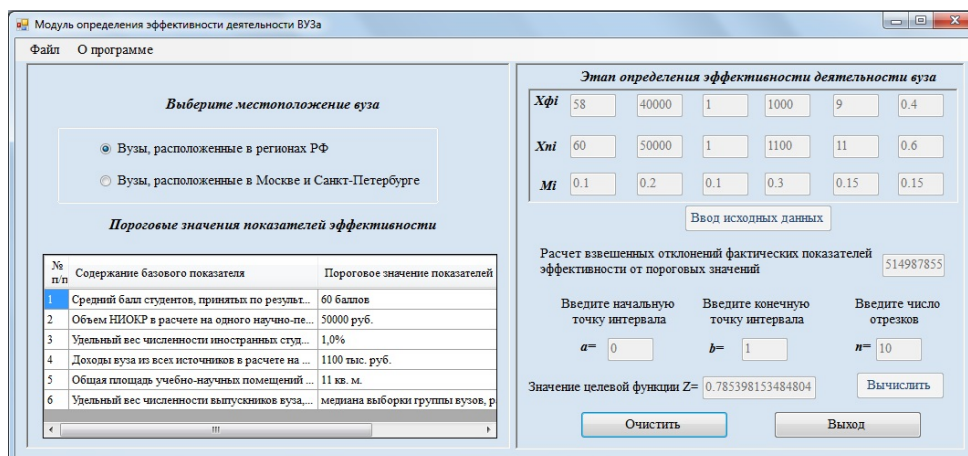 Модуль определения эффективности деятельности ВУЗа
Файл О программе
Выберите местоположение вуза
Вузы, расположенные в регионах РФ
Вузы, расположенные в Москве и Санкт-Петербурге
Пороговые значения показателей эффективности
№ п/п Содержание базового показателя Пороговое значение показателей
1 Средний балл студентов, принятых по результ... 60 баллов
2 Объем НИОКР в расчете на одного научно-пе... 50000 руб.
3 Удельный вес численности иностранных студ... 1,0%
4 Доходы вуза из всех источников в расчете на ... 1100 тыс. руб.
5 Общая площадь учебно-научных помещений ... 11 кв. м.
6 Удельный вес численности выпускников вуза,... медиана выборки группы вузов, р
Этап определения эффективности деятельности вуза
Xфi 58 40000 1 1000 9 0.4
Xпi 60 50000 1 1100 11 0.6
Mi 0.1 0.2 0.1 0.3 0.15 0.15
Ввод исходных данных
Расчет взвешенных отклонений фактических показателей
эффективности от пороговых значений 514987855
Введите начальную Введите конечную Введите число
точку интервала точку интервала отрезков
a= 0 b= 1 n= 10
Значение целевой функции Z= 0.785398153484804 Вычислить
Очистить Выход